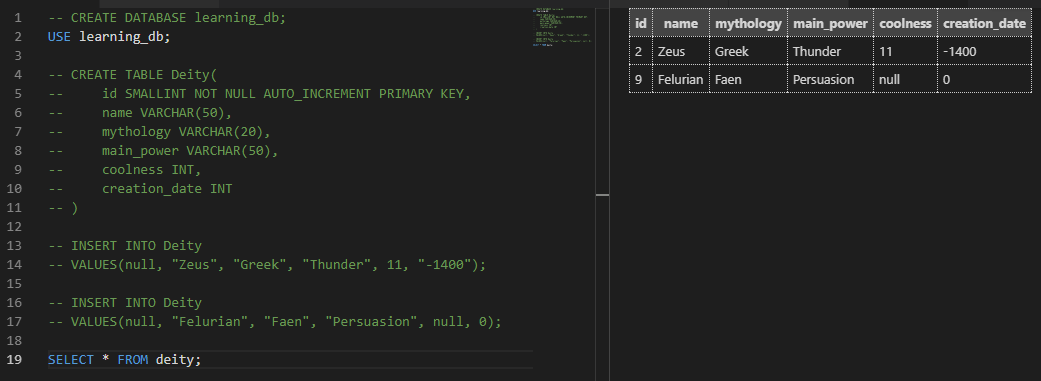 1 -- CREATE DATABASE learning_db;
2 USE learning_db;
3
4 -- CREATE TABLE Deity(
5 --     id SMALLINT NOT NULL AUTO_INCREMENT PRIMARY KEY,
6 --     name VARCHAR(50),
7 --     mythology VARCHAR(20),
8 --     main_power VARCHAR(50),
9 --     coolness INT,
10 --     creation_date INT
11 -- )
12
13 -- INSERT INTO Deity
14 -- VALUES(null, "Zeus", "Greek", "Thunder", 11, "-1400");
15
16 -- INSERT INTO Deity
17 -- VALUES(null, "Felurian", "Faen", "Persuasion", null, 0);
18
19 SELECT * FROM deity;
id name mythology main_power coolness creation_date
2 Zeus Greek Thunder 11 -1400
9 Felurian Faen Persuasion null 0